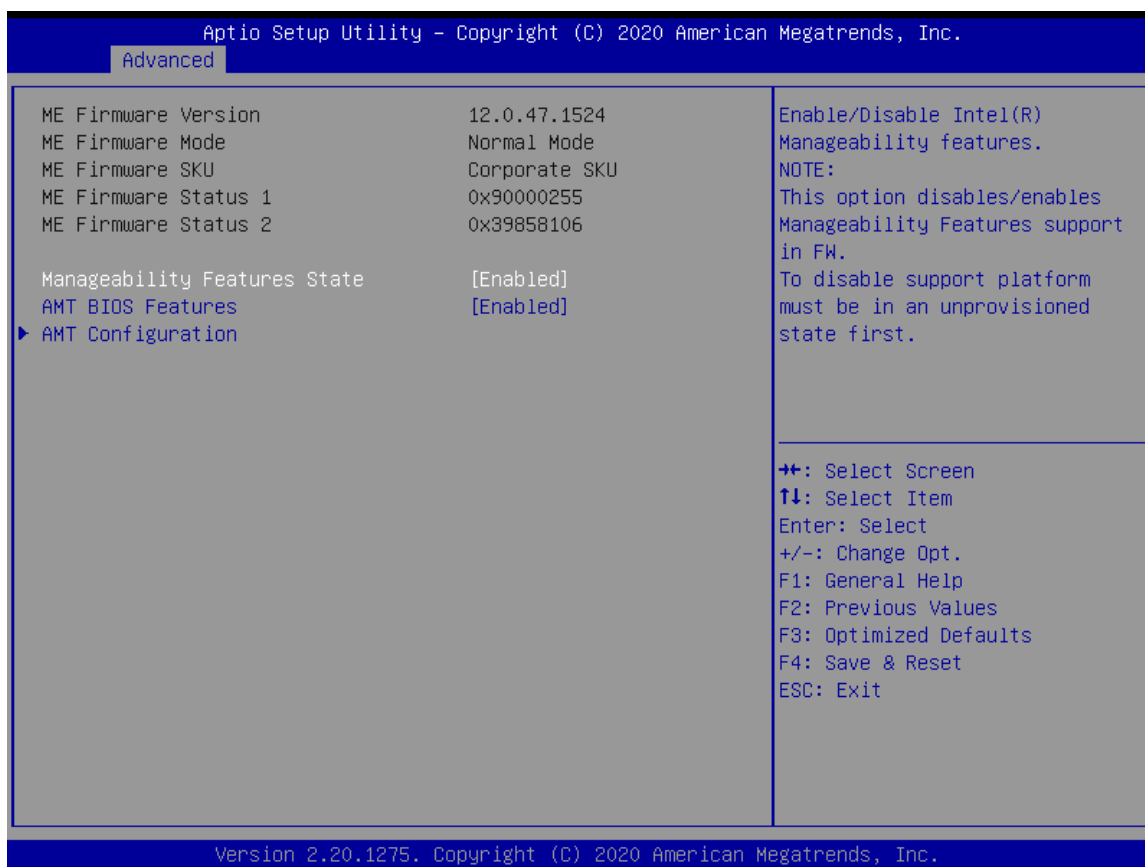 Aptio Setup Utility – Copyright (C) 2020 American Megatrends, Inc.
Advanced
ME Firmware Version 12.0.47.1524
ME Firmware Mode Normal Mode
ME Firmware SKU Corporate SKU
ME Firmware Status 1 0x90000255
ME Firmware Status 2 0x39858106
Manageability Features State [Enabled]
AMT BIOS Features [Enabled]
AMT Configuration
Enable/Disable Intel(R)
Manageability features.
NOTE:
This option disables/enables
Manageability Features support
in FW.
To disable support platform
must be in an unprovisioned
state first.
→←: Select Screen
↑↓: Select Item
Enter: Select
+/-: Change Opt.
F1: General Help
F2: Previous Values
F3: Optimized Defaults
F4: Save & Reset
ESC: Exit
Version 2.20.1275. Copyright (C) 2020 American Megatrends, Inc.